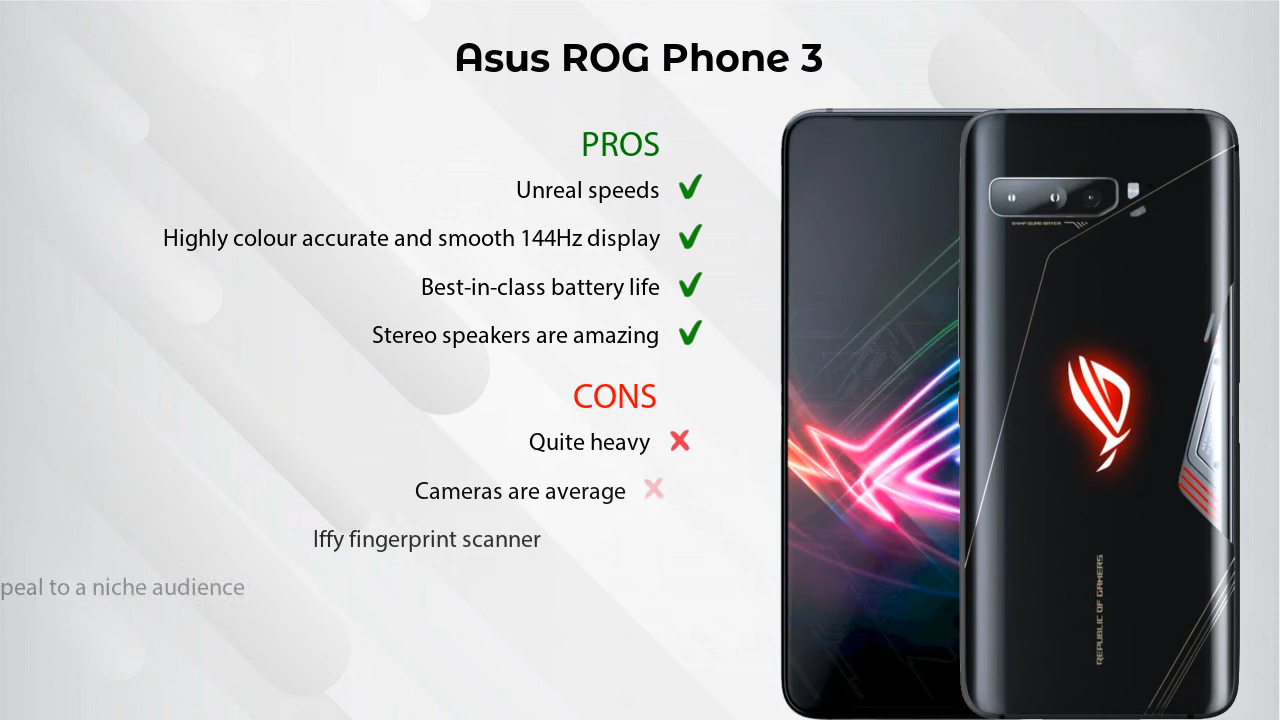 Asus ROG Phone 3
PROS
Unreal speeds
Highly colour accurate and smooth 144Hz display
Best-in-class battery life
Stereo speakers are amazing
CONS
Quite heavy
Cameras are average
Iffy fingerprint scanner
peal to a niche audience
REPUBLIC OF GAMERS